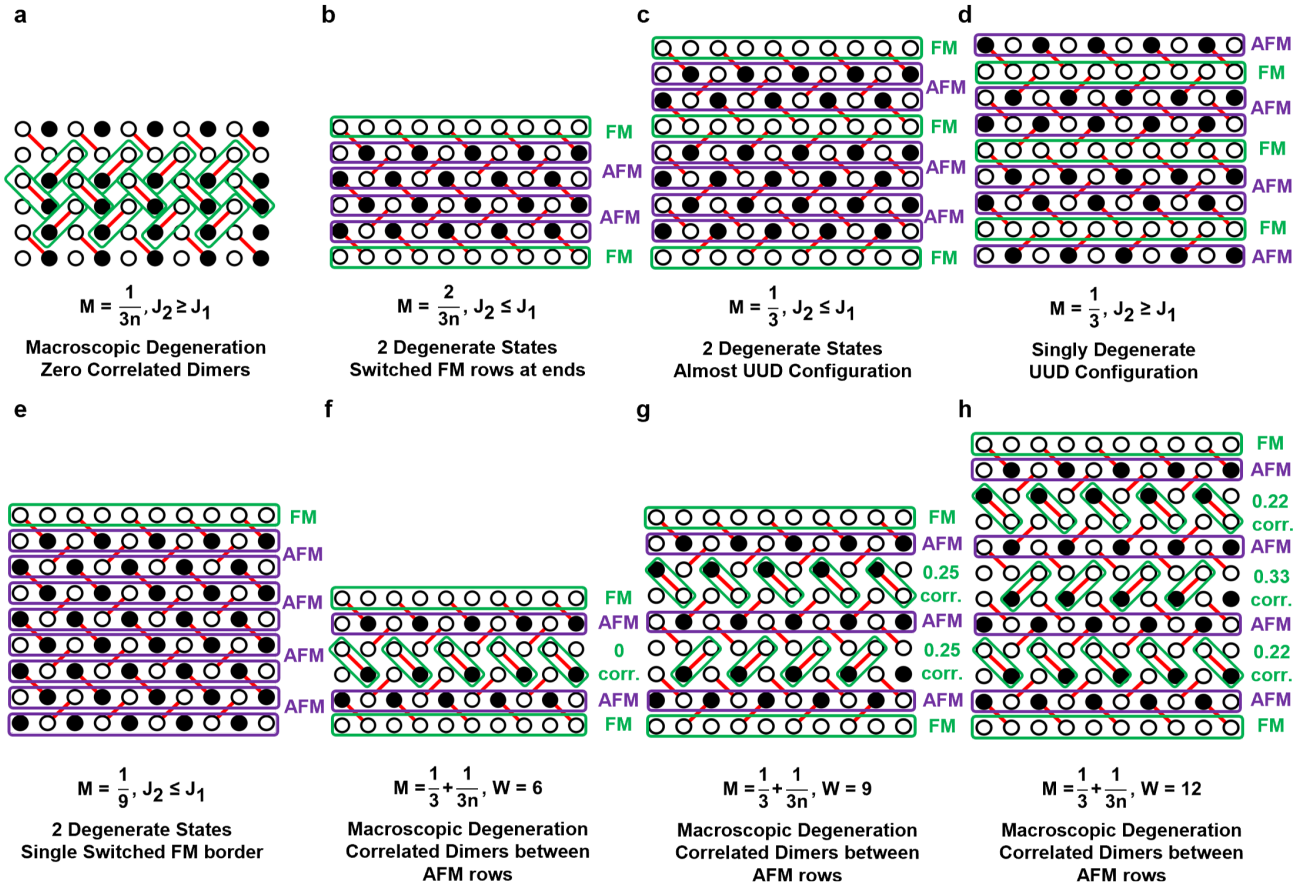 a
b
c
d
FM
AFM
FM
AFM
FM
AFM
AFM
FM
FM
AFM
FM
AFM
AFM
FM
AFM
FM
AFM
FM
AFM
M = 1/3n, J2 ≥ J1
Macroscopic Degeneration
Zero Correlated Dimers
M = 2/3n, J2 ≤ J1
2 Degenerate States
Switched FM rows at ends
M = 1/3, J2 ≤ J1
2 Degenerate States
Almost UUD Configuration
M = 1/3, J2 ≥ J1
Singly Degenerate
UUD Configuration
e
f
g
h
FM
AFM
AFM
AFM
AFM
FM
AFM
0
corr.
AFM
FM
FM
AFM
0.25
corr.
AFM
0.25
corr.
AFM
FM
FM
AFM
0.22
corr.
AFM
0.33
corr.
AFM
0.22
corr.
AFM
FM
M = 1/9, J2 ≤ J1
2 Degenerate States
Single Switched FM border
M = 1/3 + 1/3n, W = 6
Macroscopic Degeneration
Correlated Dimers between
AFM rows
M = 1/3 + 1/3n, W = 9
Macroscopic Degeneration
Correlated Dimers between
AFM rows
M = 1/3 + 1/3n, W = 12
Macroscopic Degeneration
Correlated Dimers between
AFM rows